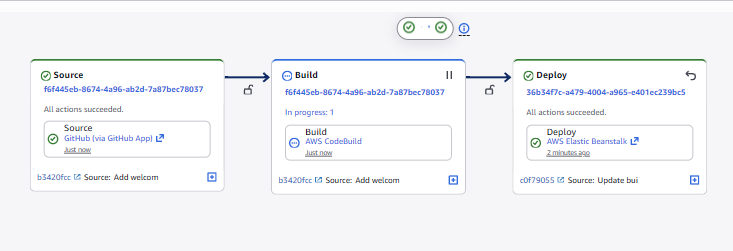 Source
f6f445eb-8674-4a96-ab2d-7a87bec78037
All actions succeeded.
Source
GitHub (via GitHub App)
Just now
b3420fcc Source: Add welcom
Build
f6f445eb-8674-4a96-ab2d-7a87bec78037
In progress: 1
Build
AWS CodeBuild
Just now
b3420fcc Source: Add welcom
Deploy
36b34f7c-a479-4004-a965-e401ec239bc5
All actions succeeded.
Deploy
AWS Elastic Beanstalk
2 minutes ago
c0f79055 Source: Update bui